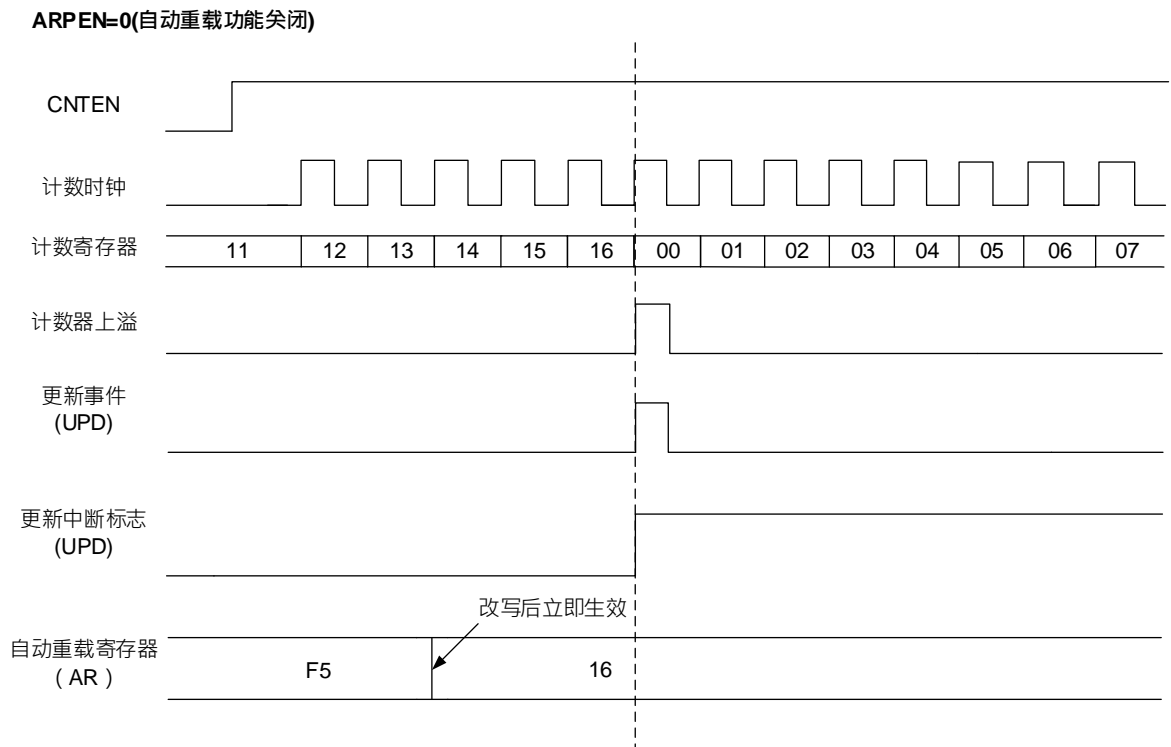 ARPEN=0(自动重载功能关闭)
CNTEN
计数时钟
计数寄存器
11 12 13 14 15 16 00 01 02 03 04 05 06 07
计数器上溢
更新事件
(UPD)
更新中断标志
(UPD)
改写后立即生效
自动重载寄存器
( AR )
F5 16